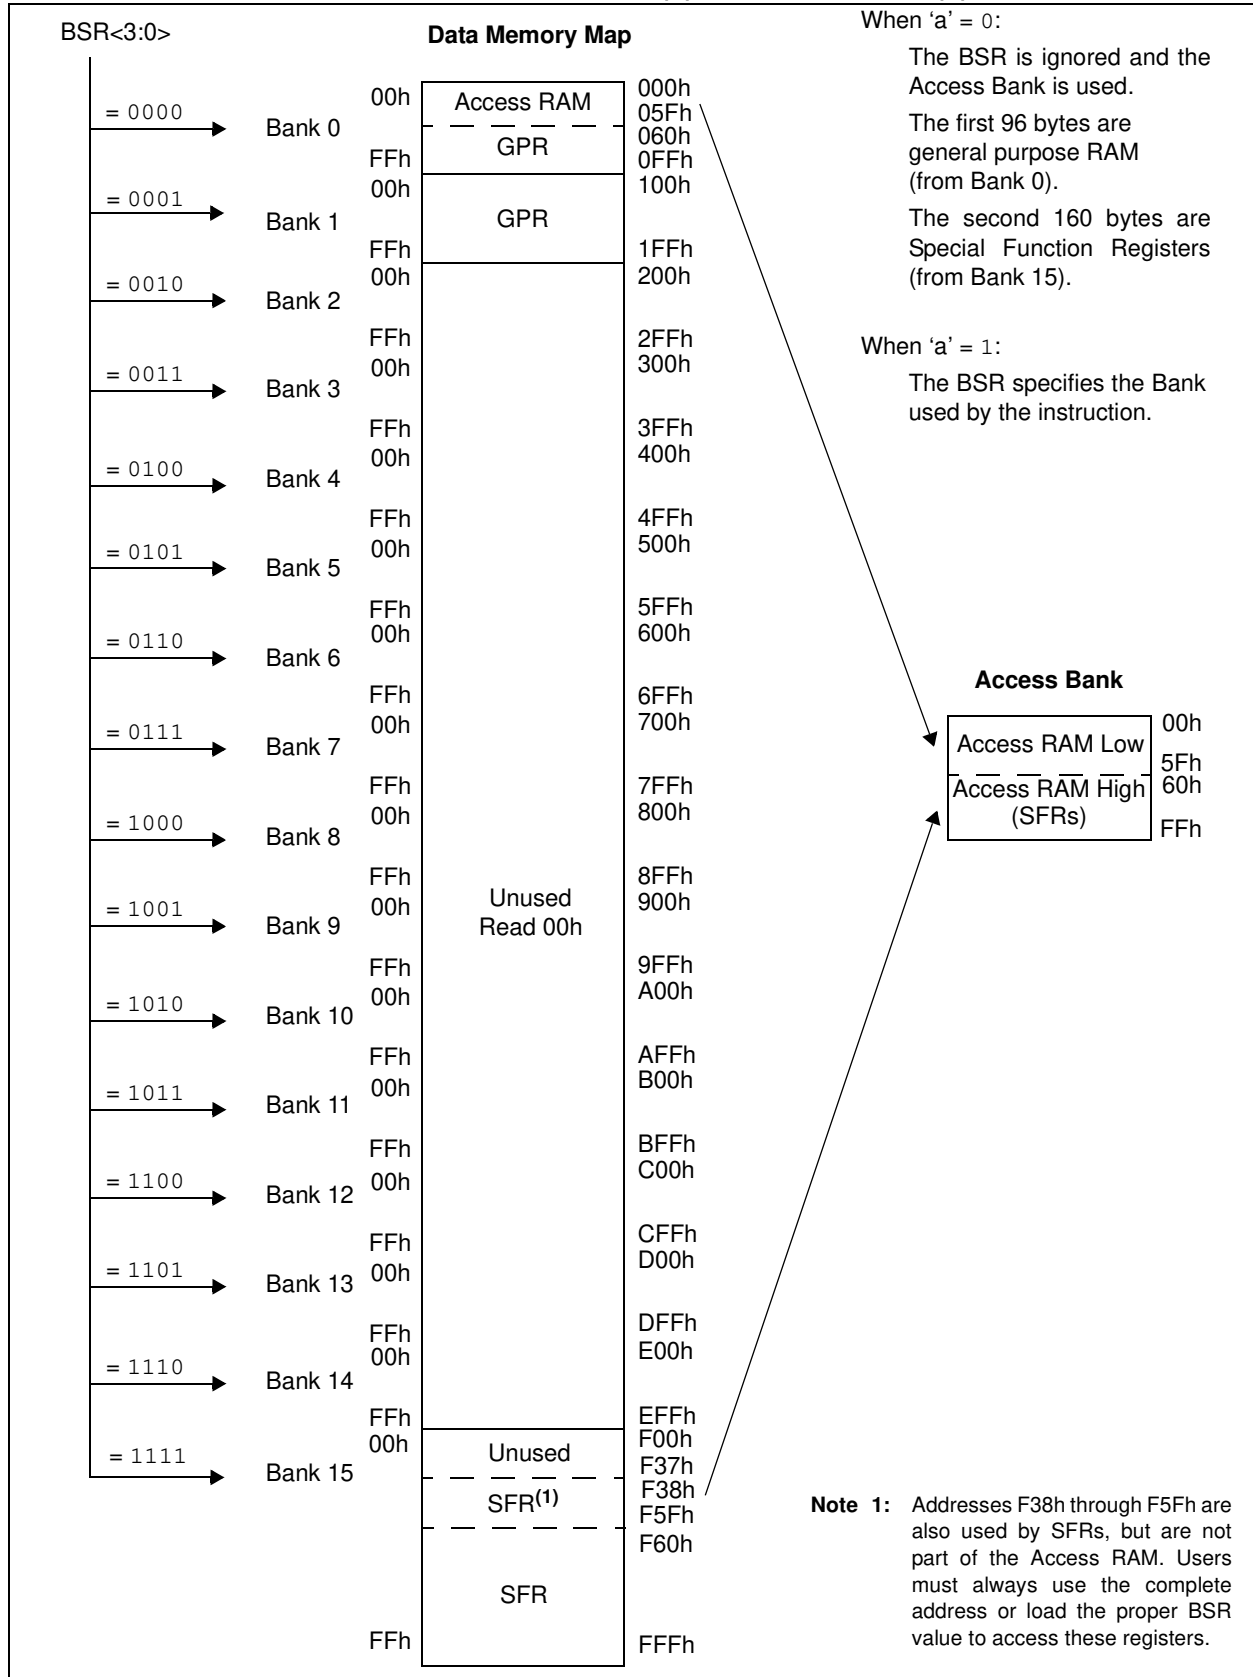 BSR<3:0>
Data Memory Map
When ‘a’ = 0:
The BSR is ignored and the
Access Bank is used.
The first 96 bytes are
general purpose RAM
(from Bank 0).
The second 160 bytes are
Special Function Registers
(from Bank 15).
When ‘a’ = 1:
The BSR specifies the Bank
used by the instruction.
= 0000
Bank 0
00h
Access RAM
000h
05Fh
GPR
060h
FFh
0FFh
= 0001
Bank 1
00h
100h
GPR
FFh
1FFh
= 0010
Bank 2
00h
200h
FFh
2FFh
= 0011
Bank 3
00h
300h
FFh
3FFh
= 0100
Bank 4
00h
400h
FFh
4FFh
= 0101
Bank 5
00h
500h
FFh
5FFh
= 0110
Bank 6
00h
600h
FFh
6FFh
= 0111
Bank 7
00h
700h
FFh
7FFh
= 1000
Bank 8
00h
800h
FFh
8FFh
= 1001
Bank 9
00h
900h
Unused
Read 00h
FFh
9FFh
= 1010
Bank 10
00h
A00h
FFh
AFFh
= 1011
Bank 11
00h
B00h
FFh
BFFh
= 1100
Bank 12
00h
C00h
FFh
CFFh
= 1101
Bank 13
00h
D00h
FFh
DFFh
= 1110
Bank 14
00h
E00h
FFh
EFFh
= 1111
Bank 15
00h
F00h
Unused
F37h
F38h
SFR(1)
F5Fh
F60h
SFR
FFh
FFFh
Access Bank
00h
Access RAM Low
5Fh
Access RAM High
60h
(SFRs)
FFh
Note 1: Addresses F38h through F5Fh are
also used by SFRs, but are not
part of the Access RAM. Users
must always use the complete
address or load the proper BSR
value to access these registers.